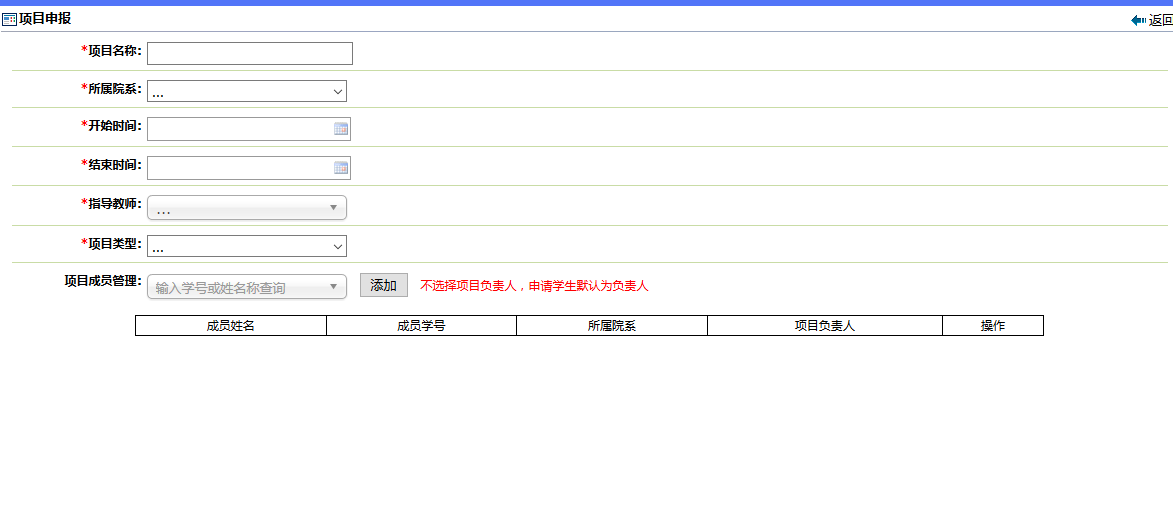 项目申报 返回
*项目名称:
*所属院系: ...
*开始时间:
*结束时间:
*指导教师: ...
*项目类型: ...
项目成员管理: 输入学号或姓名称查询 添加 不选择项目负责人，申请学生默认为负责人
成员姓名 成员学号 所属院系 项目负责人 操作